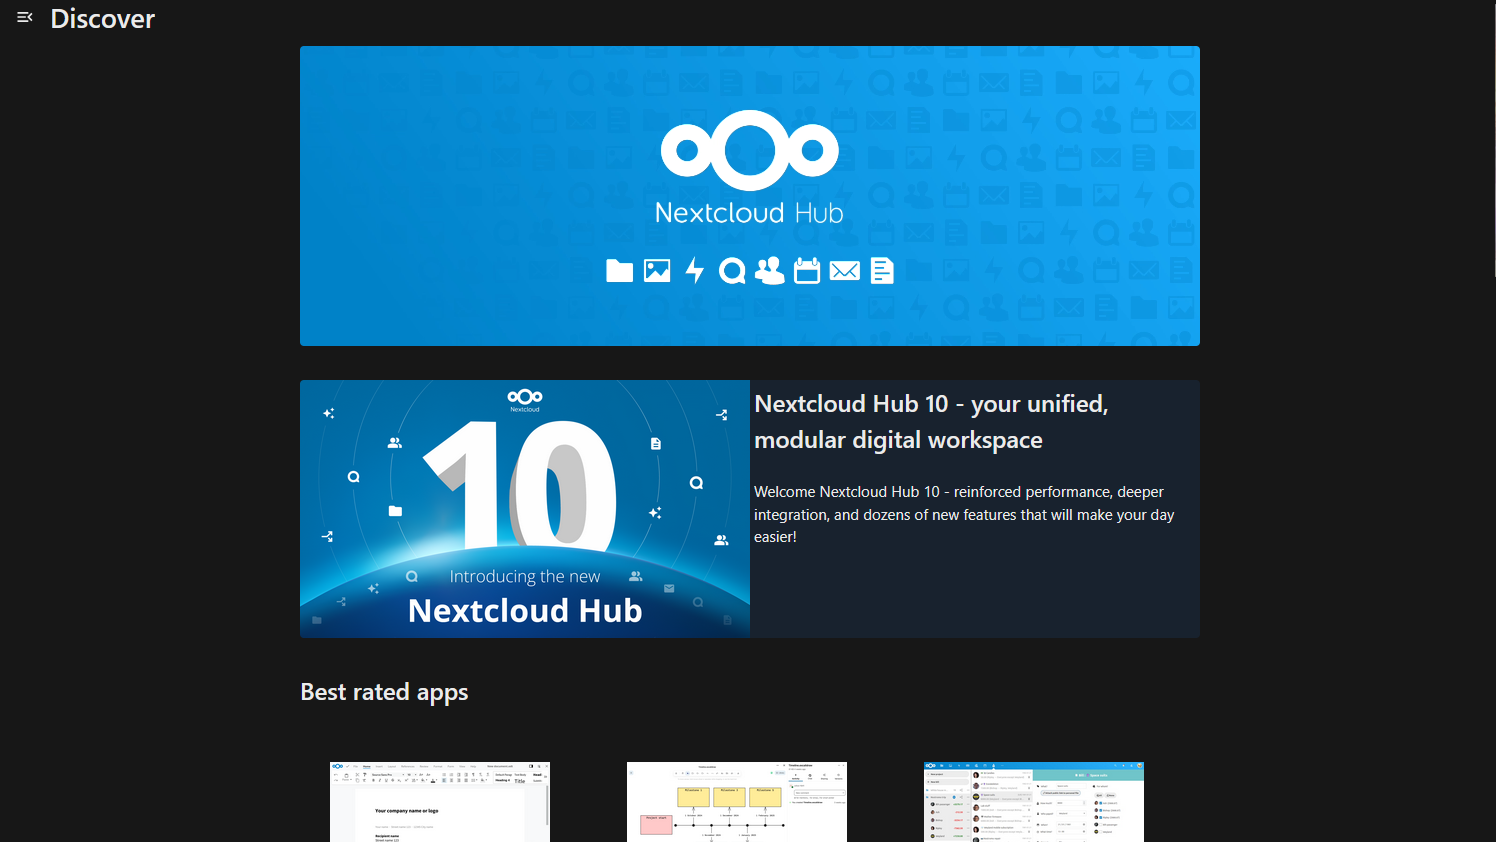 Discover
Nextcloud Hub
Nextcloud
10
Introducing the new
Nextcloud Hub
Nextcloud Hub 10 - your unified,
modular digital workspace
Welcome Nextcloud Hub 10 - reinforced performance, deeper
integration, and dozens of new features that will make your day
easier!
Best rated apps
Your company name or logo
Recipient name